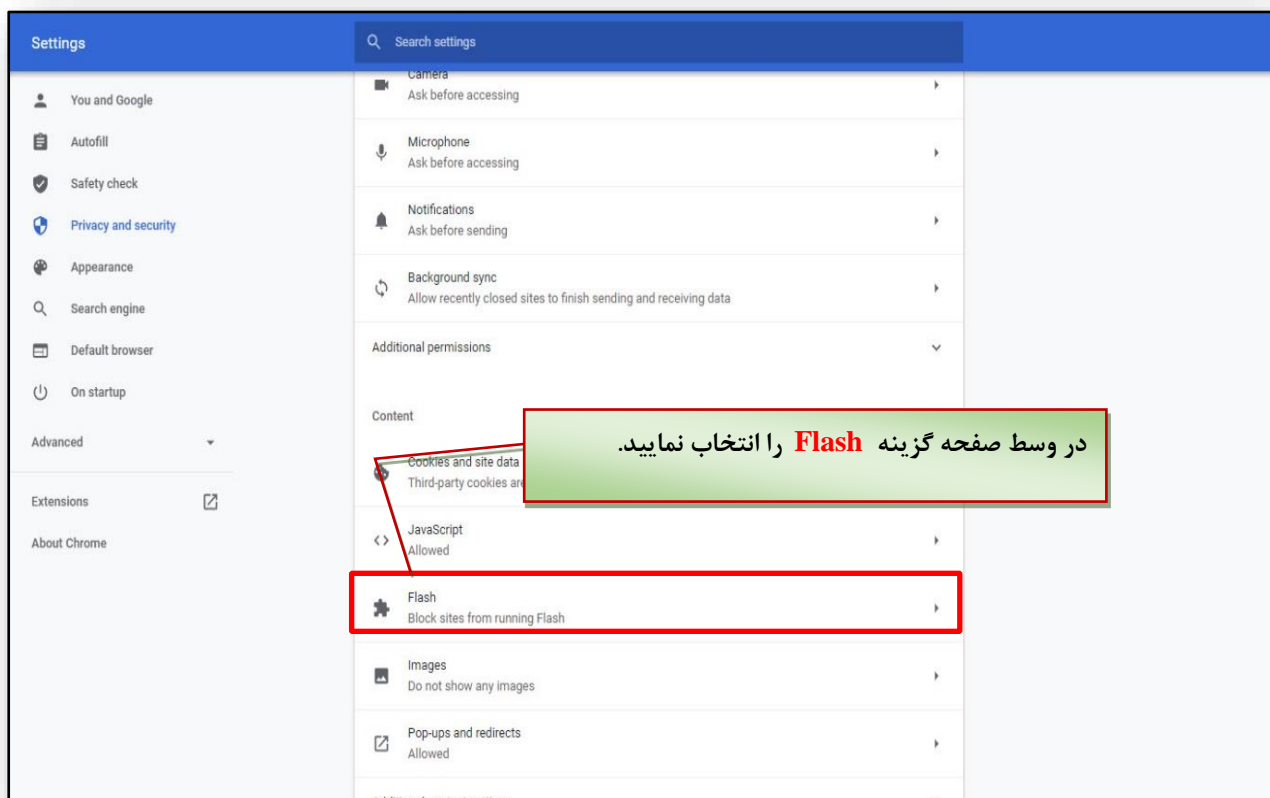 Settings
Search settings
You and Google
Autofill
Safety check
Privacy and security
Appearance
Search engine
Default browser
On startup
Advanced
Extensions
About Chrome
Camera
Ask before accessing
Microphone
Ask before accessing
Notifications
Ask before sending
Background sync
Allow recently closed sites to finish sending and receiving data
Additional permissions
Content
در وسط صفحه گزینه Flash را انتخاب نمایید.
Cookies and site data
Third-party cookies are
JavaScript
Allowed
Flash
Block sites from running Flash
Images
Do not show any images
Pop-ups and redirects
Allowed